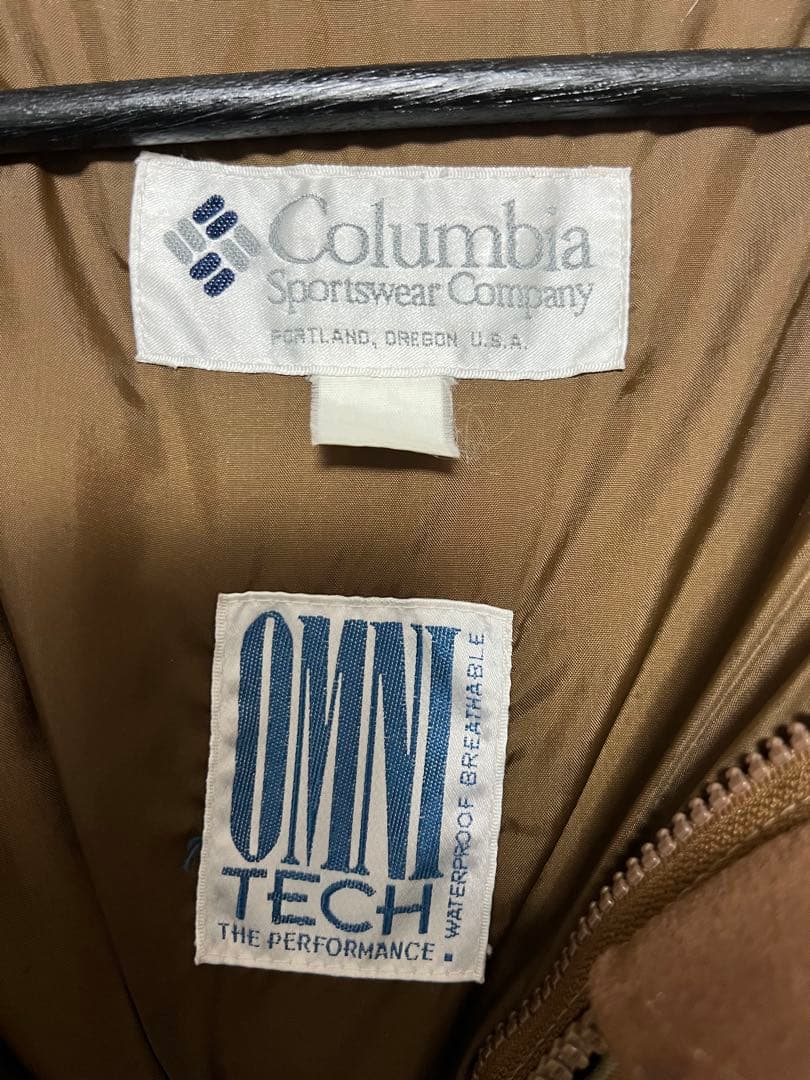 Columbia
Sportswear Company
PORTLAND, OREGON U.S.A.
OMNI
TECH
THE PERFORMANCE.
WATERPROOF BREATHABLE